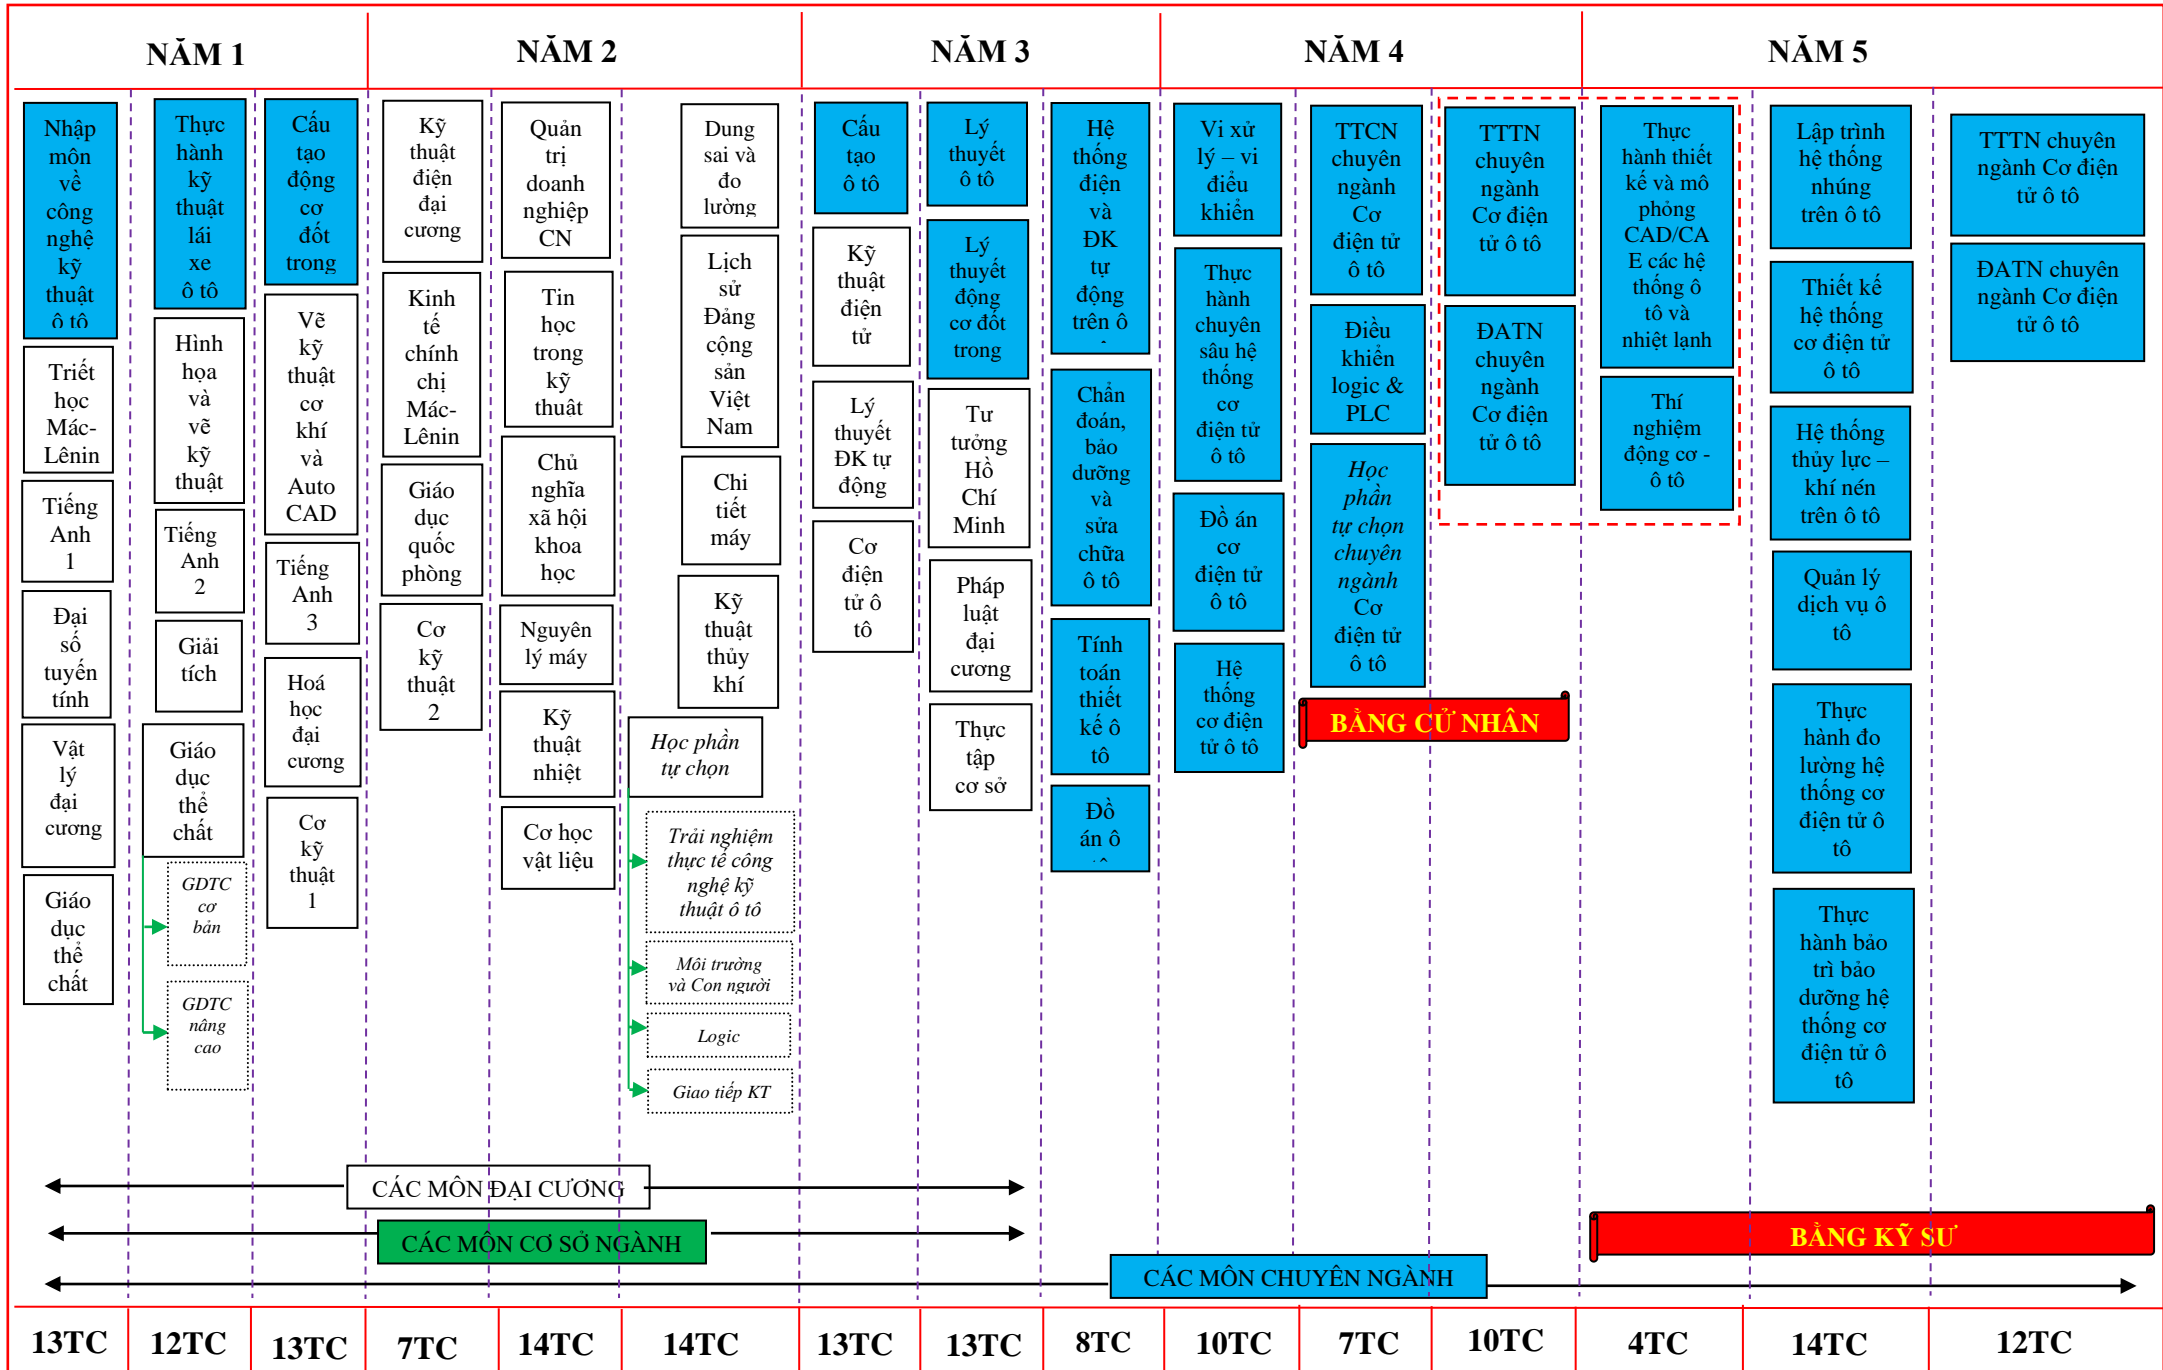 NĂM 1
NĂM 2
NĂM 3
NĂM 4
NĂM 5
Nhập
môn
về
công
nghệ
kỹ
thuật
ô tô
Triết
học
Mác-
Lênin
Tiếng
Anh
1
Đại
số
tuyến
tính
Vật
lý
đại
cương
Giáo
dục
thể
chất
Thực
hành
kỹ
thuật
lái
xe
ô tô
Hình
họa
và
vẽ
kỹ
thuật
Tiếng
Anh
2
Giải
tích
Giáo
dục
thể
chất
GDTC
cơ
bản
GDTC
nâng
cao
Cấu
tạo
động
cơ
đốt
trong
Vẽ
kỹ
thuật
cơ
khí
và
Auto
CAD
Tiếng
Anh
3
Hoá
học
đại
cương
Cơ
kỹ
thuật
1
Kỹ
thuật
điện
đại
cương
Kinh
tế
chính
chị
Mác-
Lênin
Giáo
dục
quốc
phòng
Cơ
kỹ
thuật
2
Quản
trị
doanh
nghiệp
CN
Tin
học
trong
kỹ
thuật
Chủ
nghĩa
xã hội
khoa
học
Nguyên
lý máy
Kỹ
thuật
nhiệt
Cơ học
vật liệu
Dung
sai và
đo
lường
Lịch
sử
Đảng
cộng
sản
Việt
Nam
Chi
tiết
máy
Kỹ
thuật
thủy
khí
Học phần
tự chọn
Trải nghiệm
thực tế công
nghệ kỹ
thuật ô tô
Môi trường
và Con người
Logic
Giao tiếp KT
Cấu
tạo
ô tô
Kỹ
thuật
điện
tử
Lý
thuyết
ĐK tự
động
Cơ
điện
tử ô
tô
Lý
thuyết
ô tô
Lý
thuyết
động
cơ đốt
trong
Tư
tưởng
Hồ
Chí
Minh
Pháp
luật
đại
cương
Thực
tập
cơ sở
Hệ
thống
điện
và
ĐK
tự
động
trên ô
Chẩn
đoán,
bảo
dưỡng
và
sửa
chữa
ô tô
Tính
toán
thiết
kế ô
tô
Đồ
án ô
Vi xử
lý – vi
điều
khiển
Thực
hành
chuyên
sâu hệ
thống
cơ
điện tử
ô tô
Đồ án
cơ
điện tử
ô tô
Hệ
thống
cơ điện
tử ô tô
TTCN
chuyên
ngành
Cơ
điện tử
ô tô
Điều
khiển
logic &
PLC
Học
phần
tự chọn
chuyên
ngành
Cơ
điện tử
ô tô
TTTN
chuyên
ngành
Cơ điện
tử ô tô
ĐATN
chuyên
ngành
Cơ điện
tử ô tô
BẰNG CỬ NHÂN
Thực
hành thiết
kế và mô
phỏng
CAD/CA
E các hệ
thống ô
tô và
nhiệt lạnh
Thí
nghiệm
động cơ -
ô tô
Lập trình
hệ thống
nhúng
trên ô tô
Thiết kế
hệ thống
cơ điện tử
ô tô
Hệ thống
thủy lực –
khí nén
trên ô tô
Quản lý
dịch vụ ô
tô
Thực
hành đo
lường hệ
thống cơ
điện tử ô
tô
Thực
hành bảo
trì bảo
dưỡng hệ
thống cơ
điện tử ô
tô
TTTN chuyên
ngành Cơ điện
tử ô tô
ĐATN chuyên
ngành Cơ điện
tử ô tô
CÁC MÔN ĐẠI CƯƠNG
CÁC MÔN CƠ SỞ NGÀNH
CÁC MÔN CHUYÊN NGÀNH
BẰNG KỸ SƯ
13TC
12TC
13TC
7TC
14TC
14TC
13TC
13TC
8TC
10TC
7TC
10TC
4TC
14TC
12TC